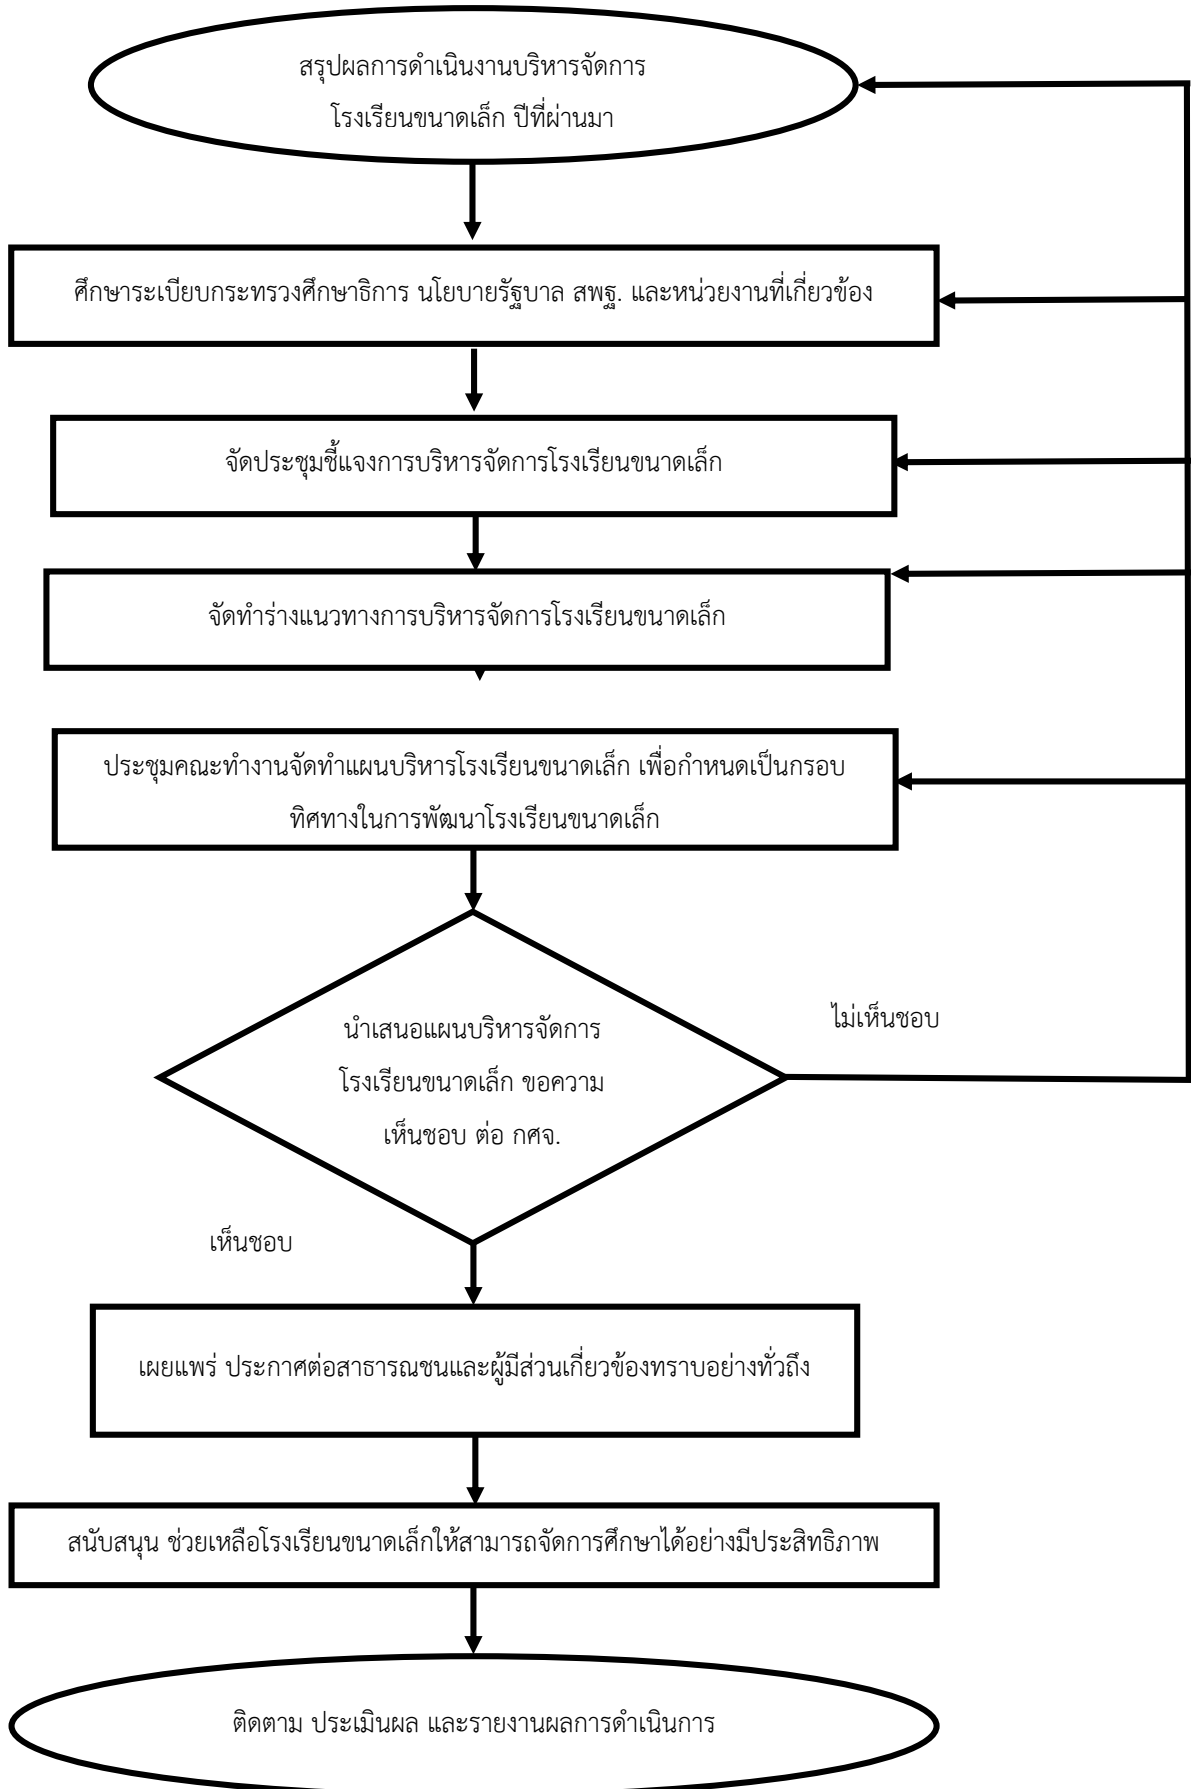 สรุปผลการดำเนินงานบริหารจัดการ
โรงเรียนขนาดเล็ก ปีที่ผ่านมา
ศึกษาระเบียบกระทรวงศึกษาธิการ นโยบายรัฐบาล สพฐ. และหน่วยงานที่เกี่ยวข้อง
จัดประชุมชี้แจงการบริหารจัดการโรงเรียนขนาดเล็ก
จัดทำร่างแนวทางการบริหารจัดการโรงเรียนขนาดเล็ก
ประชุมคณะทำงานจัดทำแผนบริหารโรงเรียนขนาดเล็ก เพื่อกำหนดเป็นกรอบ
ทิศทางในการพัฒนาโรงเรียนขนาดเล็ก
ไม่เห็นชอบ
นำเสนอแผนบริหารจัดการ
โรงเรียนขนาดเล็ก ขอความ
เห็นชอบ ต่อ กศจ.
เห็นชอบ
เผยแพร่ ประกาศต่อสาธารณชนและผู้มีส่วนเกี่ยวข้องทราบอย่างทั่วถึง
สนับสนุน ช่วยเหลือโรงเรียนขนาดเล็กให้สามารถจัดการศึกษาได้อย่างมีประสิทธิภาพ
ติดตาม ประเมินผล และรายงานผลการดำเนินการ